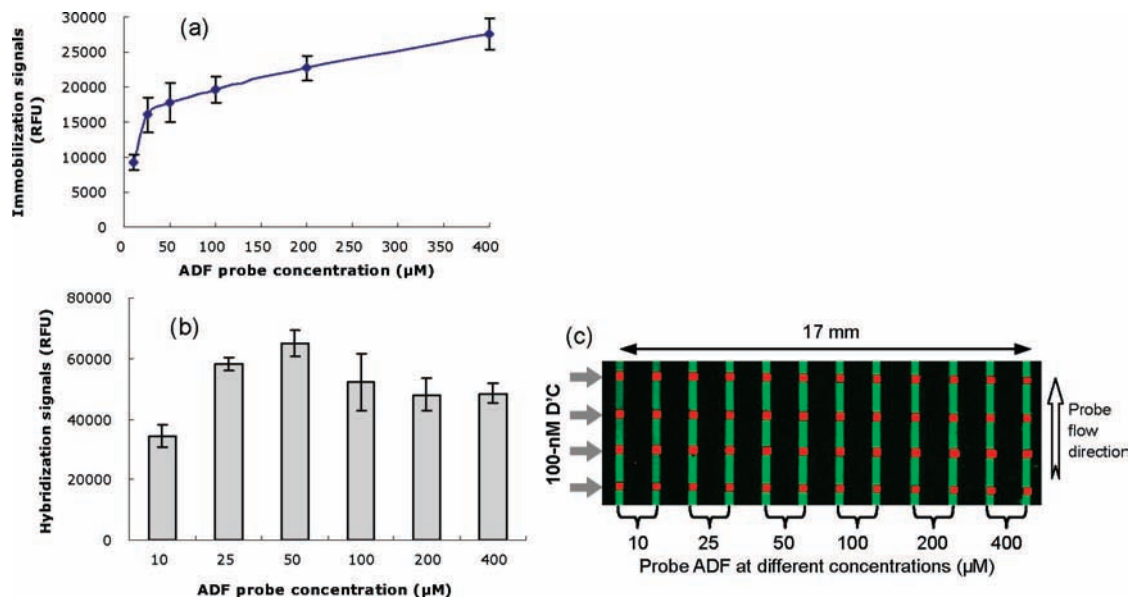 (a)
Immobilization signals
(RFU)
30000
25000
20000
15000
10000
5000
0
0 50 100 150 200 250 300 350 400
ADF probe concentration (µM)
(b)
Hybridization signals (RFU)
80000
60000
40000
20000
0
10 25 50 100 200 400
ADF probe concentration (µM)
(c)
17 mm
100-nM D'C
Probe
flow
direction
10 25 50 100 200 400
Probe ADF at different concentrations (µM)